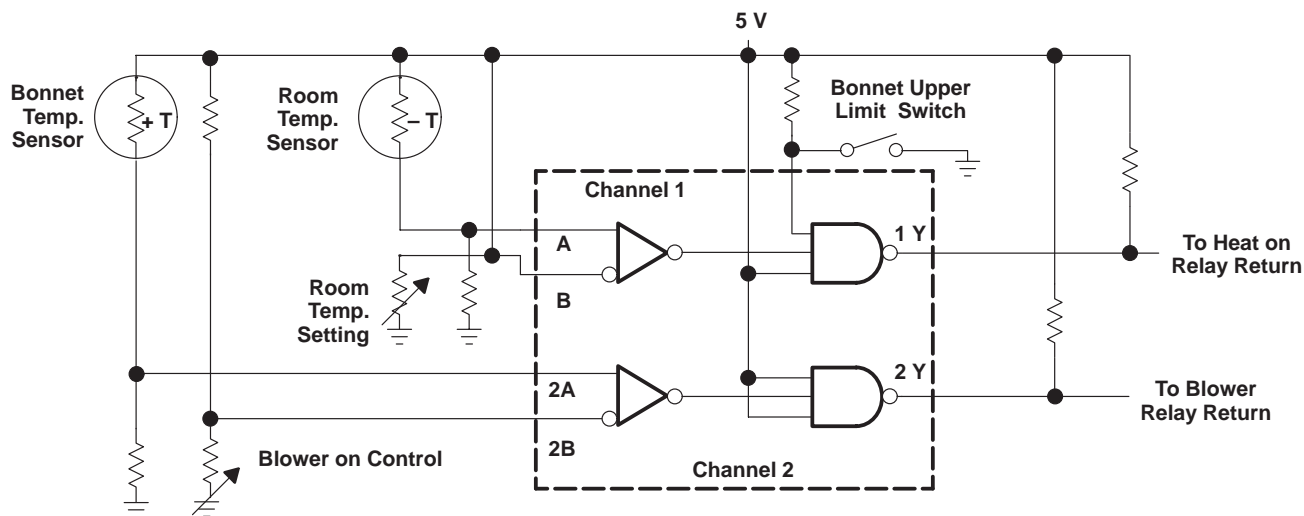 5 V
Bonnet
Temp.
Sensor
+ T
Room
Temp.
Sensor
– T
Bonnet Upper
Limit Switch
Channel 1
A
B
1 Y
To Heat on
Relay Return
Room
Temp.
Setting
2A
2B
2 Y
To Blower
Relay Return
Blower on Control
Channel 2